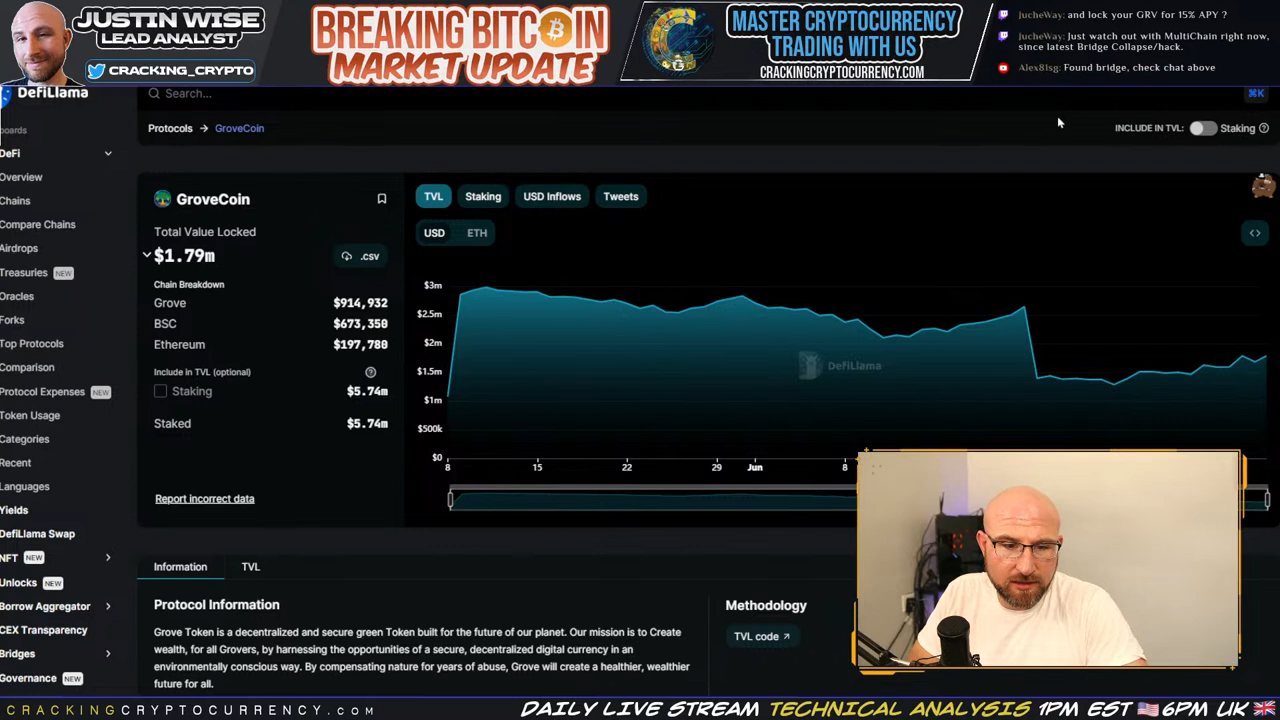 JUSTIN WISE
LEAD ANALYST
CRACKING_CRYPTO
BREAKING BITCOIN
MARKET UPDATE
MASTER CRYPTOCURRENCY
TRADING WITH US
CRACKINGCRYPTOCURRENCY.COM
JucheWay: and lock your GRV for 15% APY ?
JucheWay: Just watch out with MultiChain right now,
since latest Bridge Collapse/hack.
Alex81sg: Found bridge, check chat above
DefiLlama
Search...
⌘K
boards
DeFi
Overview
Chains
Compare Chains
Airdrops
Treasuries NEW
Oracles
Forks
Top Protocols
Comparison
Protocol Expenses NEW
Token Usage
Categories
Recent
Languages
Yields
DefiLlama Swap
NFT NEW
Unlocks NEW
Borrow Aggregator
CEX Transparency
Bridges
Governance NEW
Protocols → GroveCoin
INCLUDE IN TVL: Staking
GroveCoin
Total Value Locked
$1.79m
.csv
Chain Breakdown
Grove $914,932
BSC $673,350
Ethereum $197,780
Include in TVL (optional)
Staking $5.74m
Staked $5.74m
Report incorrect data
TVL Staking USD Inflows Tweets
USD ETH
$3m
$2.5m
$2m
$1.5m
$1m
$500k
$0
8 15 22 29 Jun 8
DefiLlama
Information TVL
Protocol Information
Grove Token is a decentralized and secure green Token built for the future of our planet. Our mission is to Create
wealth, for all Grovers, by harnessing the opportunities of a secure, decentralized digital currency in an
environmentally conscious way. By compensating nature for years of abuse, Grove will create a healthier, wealthier
future for all.
Methodology
TVL code ↗
CRACKINGCRYPTOCURRENCY.com
DAILY LIVE STREAM TECHNICAL ANALYSIS 1PM EST 6PM UK